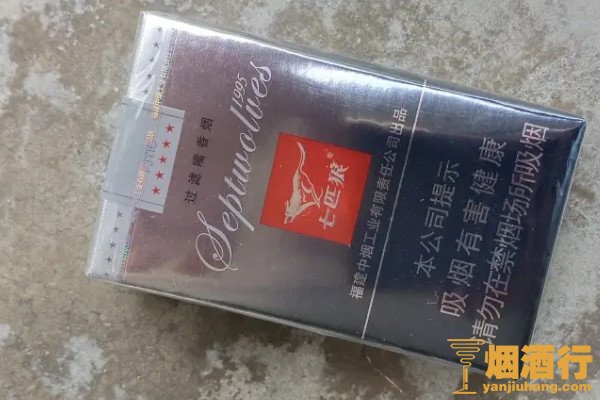 过滤嘴香烟
1995
Septwolves
七匹狼
福建中烟工业有限责任公司出品
本公司提示
吸烟有害健康
请勿在禁烟场所吸烟
烟酒行
yanjiuhang.com